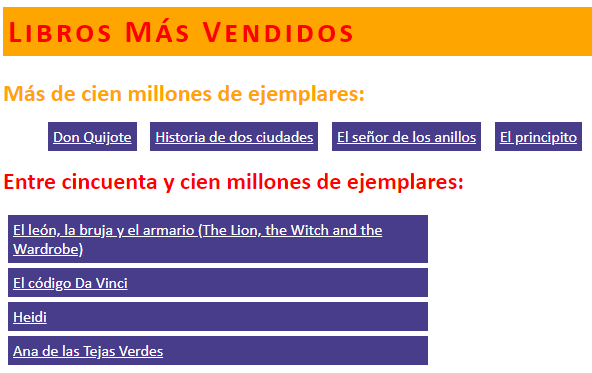 Libros Más Vendidos
Más de cien millones de ejemplares:
Don Quijote Historia de dos ciudades El señor de los anillos El principito
Entre cincuenta y cien millones de ejemplares:
El león, la bruja y el armario (The Lion, the Witch and the
Wardrobe)
El código Da Vinci
Heidi
Ana de las Tejas Verdes